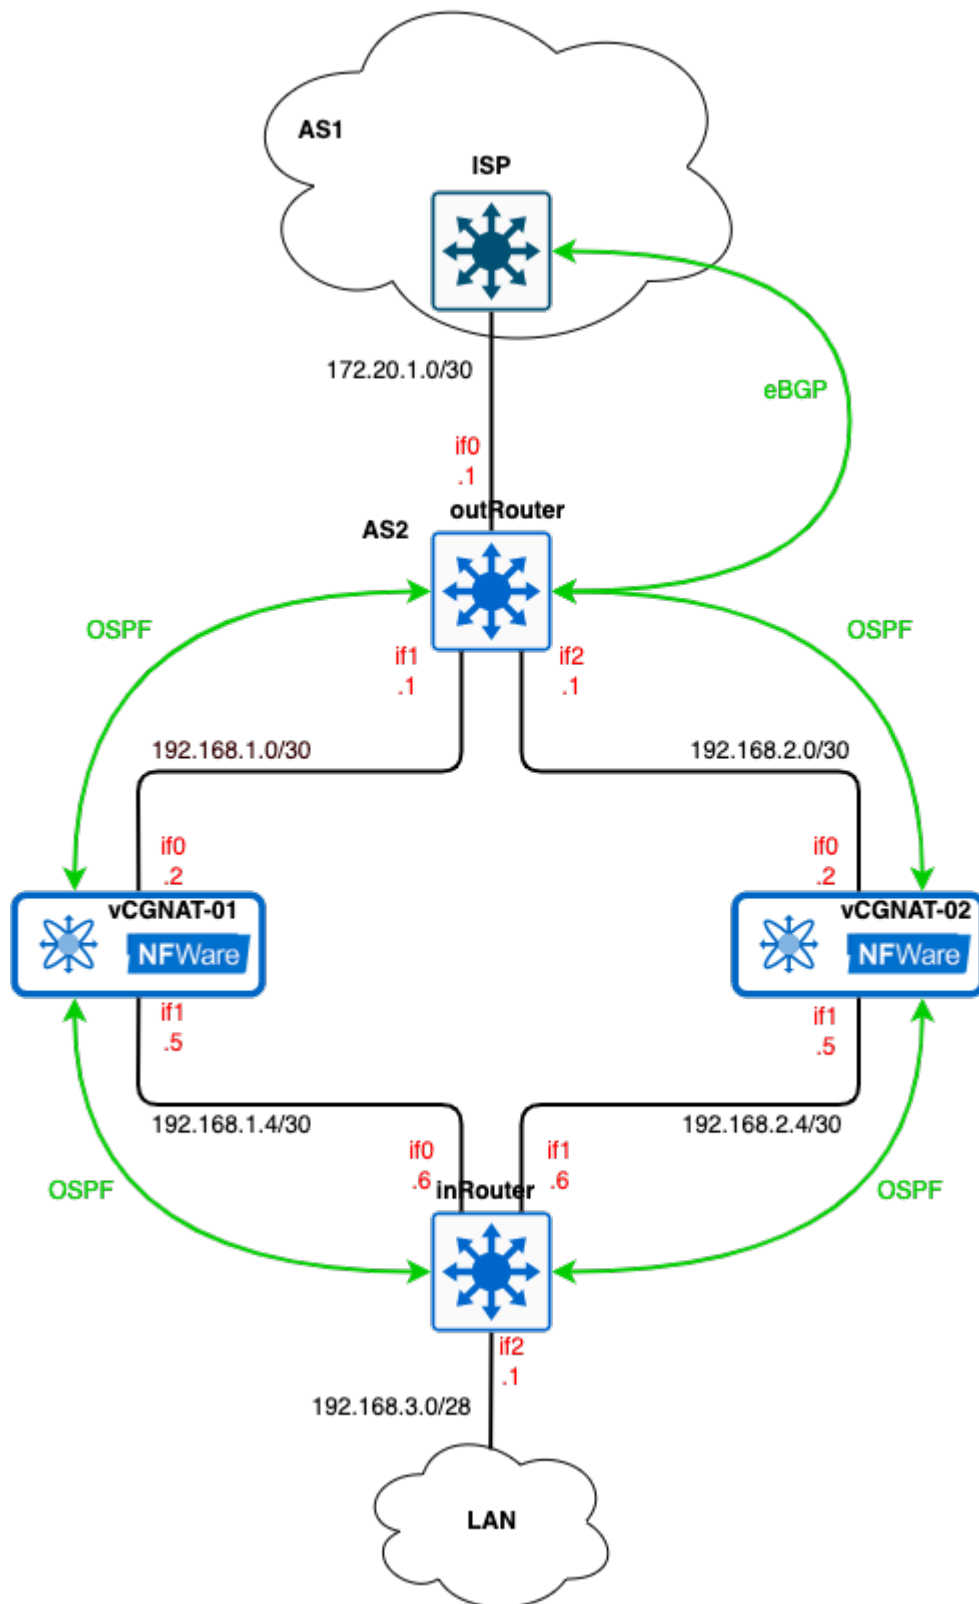 AS1
ISP
172.20.1.0/30
eBGP
if0
.1
outRouter
AS2
OSPF
OSPF
if1
.1
if2
.1
192.168.1.0/30
192.168.2.0/30
if0
.2
if0
.2
vCGNAT-01
NFWare
vCGNAT-02
NFWare
if1
.5
if1
.5
192.168.1.4/30
192.168.2.4/30
if0
.6
if1
.6
OSPF
inRouter
OSPF
if2
.1
192.168.3.0/28
LAN